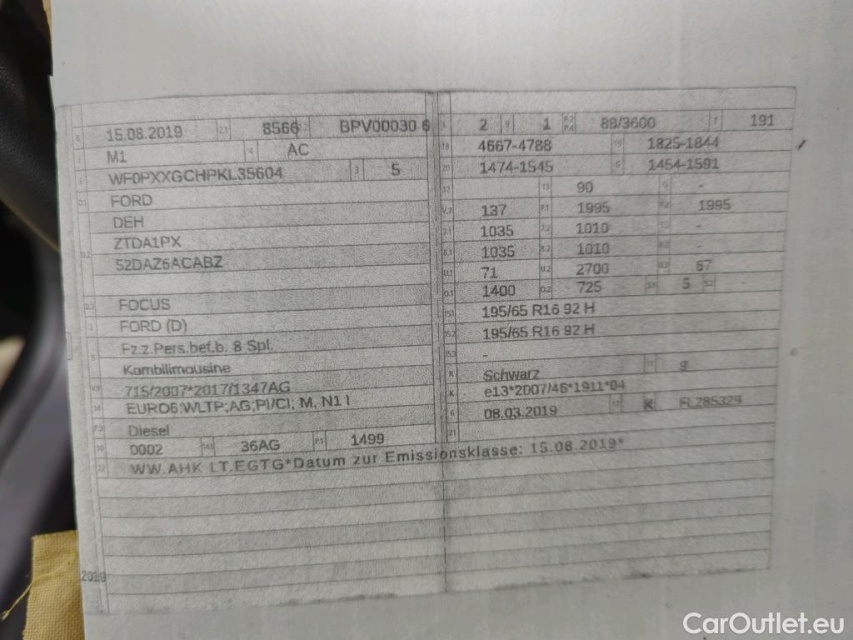 15.08.2019 8566 BPV00030 6
M1 AC
WF0PXXGCHPKL35604 5
FORD
DEH
ZTDA1PX
52DAZ6ACABZ
FOCUS
FORD (D)
Fz.z.Pers.bef.b. 8 Spl.
Kombilimousine
715/2007*2017/1347AG
EURO6;WLTP;AG;PI/CI; M, N1 I
Diesel
0002 36AG 1499
2 1 88/3600 191
4667-4788 1825-1844
1474-1545 1454-1591
90 -
137 1995 1995
1035 1010 -
1035 1010 -
71 2700 67
1400 725 5
195/65 R16 92 H
195/65 R16 92 H
-
Schwarz 9
e13*2007/46*1911*04
08.03.2019 K FL285329
WW.AHK LT.EGTG*Datum zur Emissionsklasse: 15.08.2019*
2019
CarOutlet.eu